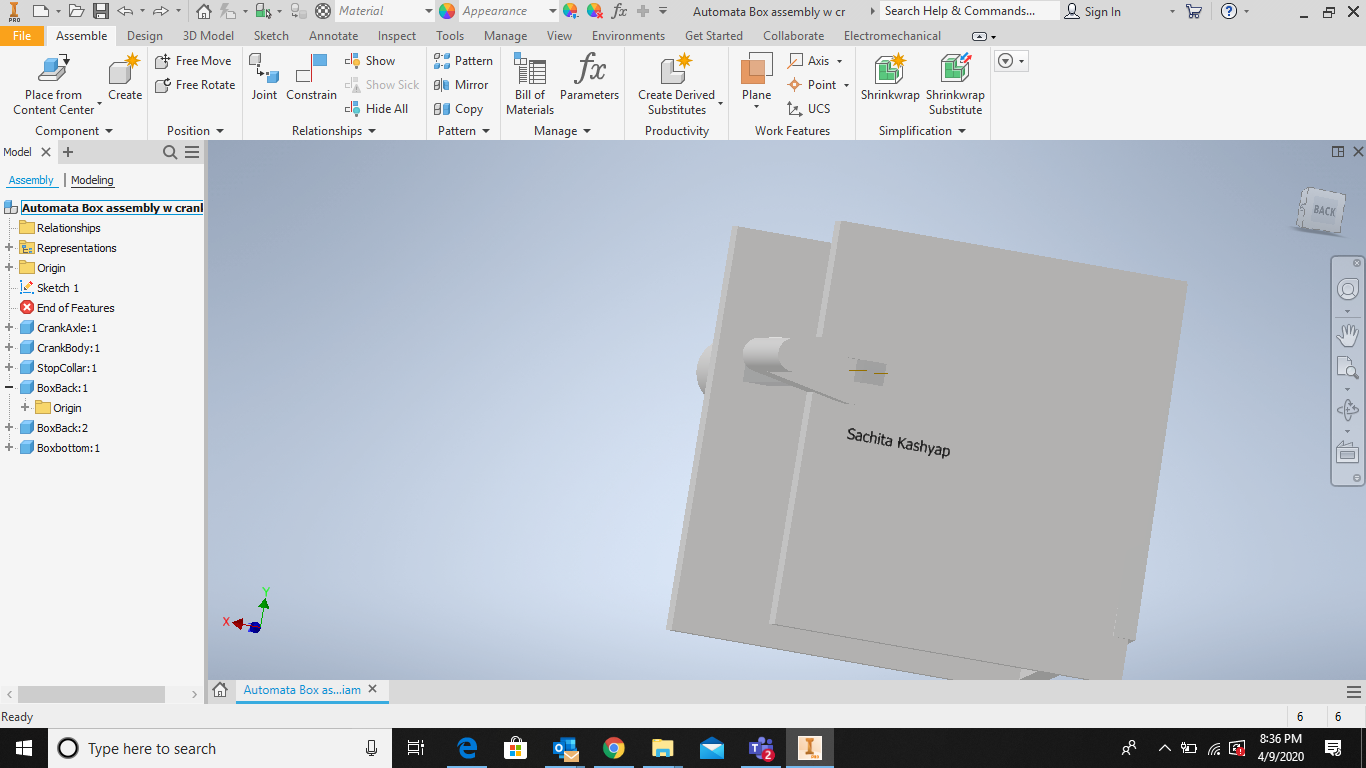 PRO
Material
Appearance
fx
Automata Box assembly w cr
Search Help & Commands...
Sign In
File Assemble Design 3D Model Sketch Annotate Inspect Tools Manage View Environments Get Started Collaborate Electromechanical
Place from
Content Center
Create
Free Move
Free Rotate
Joint
Constrain
Show
Show Sick
Hide All
Pattern
Mirror
Copy
Bill of
Materials
fx
Parameters
Create Derived
Substitutes
Plane
Axis
Point
UCS
Shrinkwrap
Shrinkwrap
Substitute
Component Position Relationships Pattern Manage Productivity Work Features Simplification
Model
Assembly Modeling
Automata Box assembly w crank
Relationships
Representations
Origin
Sketch 1
End of Features
CrankAxle:1
CrankBody:1
StopCollar:1
BoxBack:1
Origin
BoxBack:2
Boxbottom:1
BACK
Sachita Kashyap
Y
X
Automata Box as...iam
Ready
6 6
Type here to search
2
PRO
8:36 PM
4/9/2020